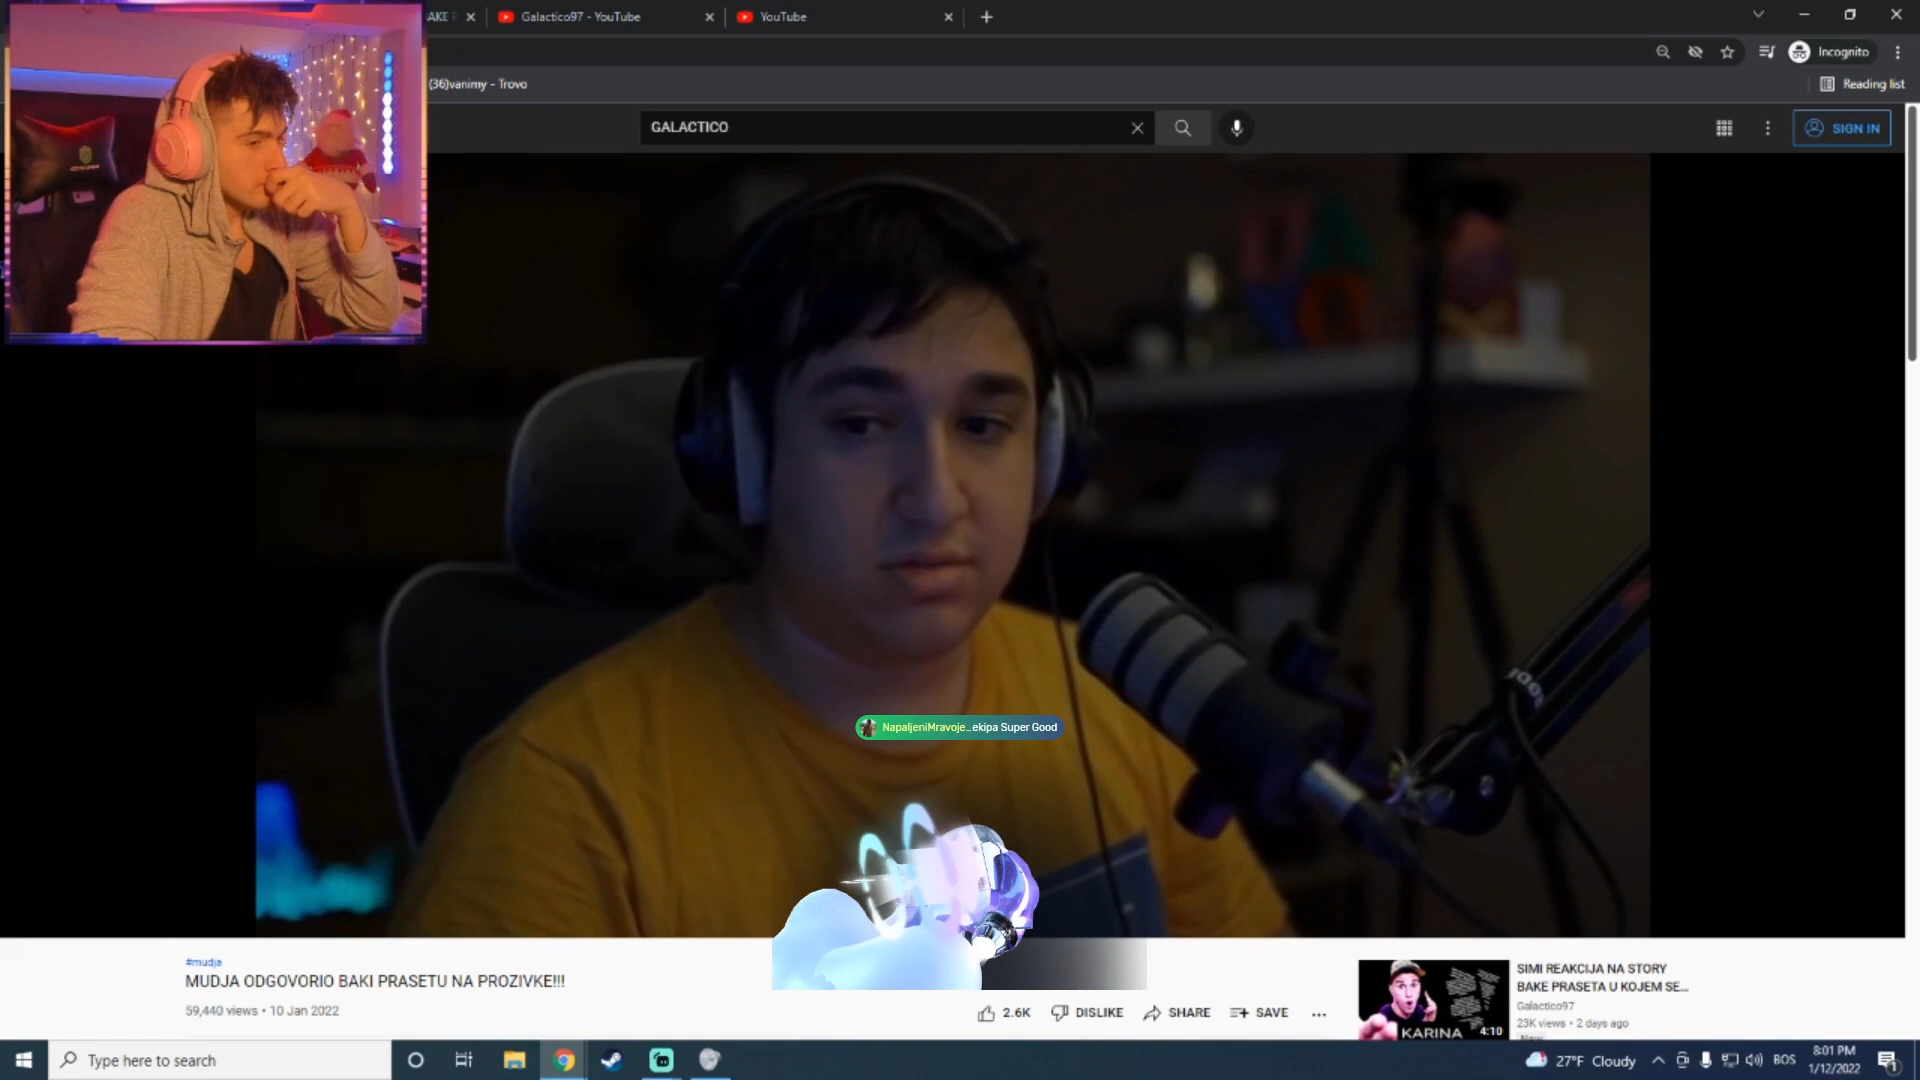 AKE P
Galactico97 - YouTube
YouTube
Incognito
(36)vanimy - Trovo
Reading list
GALACTICO
SIGN IN
NapaljeniMravoje...ekipa Super Good
#mudja
MUDJA ODGOVORIO BAKI PRASETU NA PROZIVKE!!!
59,440 views • 10 Jan 2022
2.6K
DISLIKE
SHARE
SAVE
KARINA
4:10
SIMI REAKCIJA NA STORY
BAKE PRASETA U KOJEM SE...
Galactico97
23K views • 2 days ago
New
Type here to search
27°F Cloudy
BOS
8:01 PM
1/12/2022